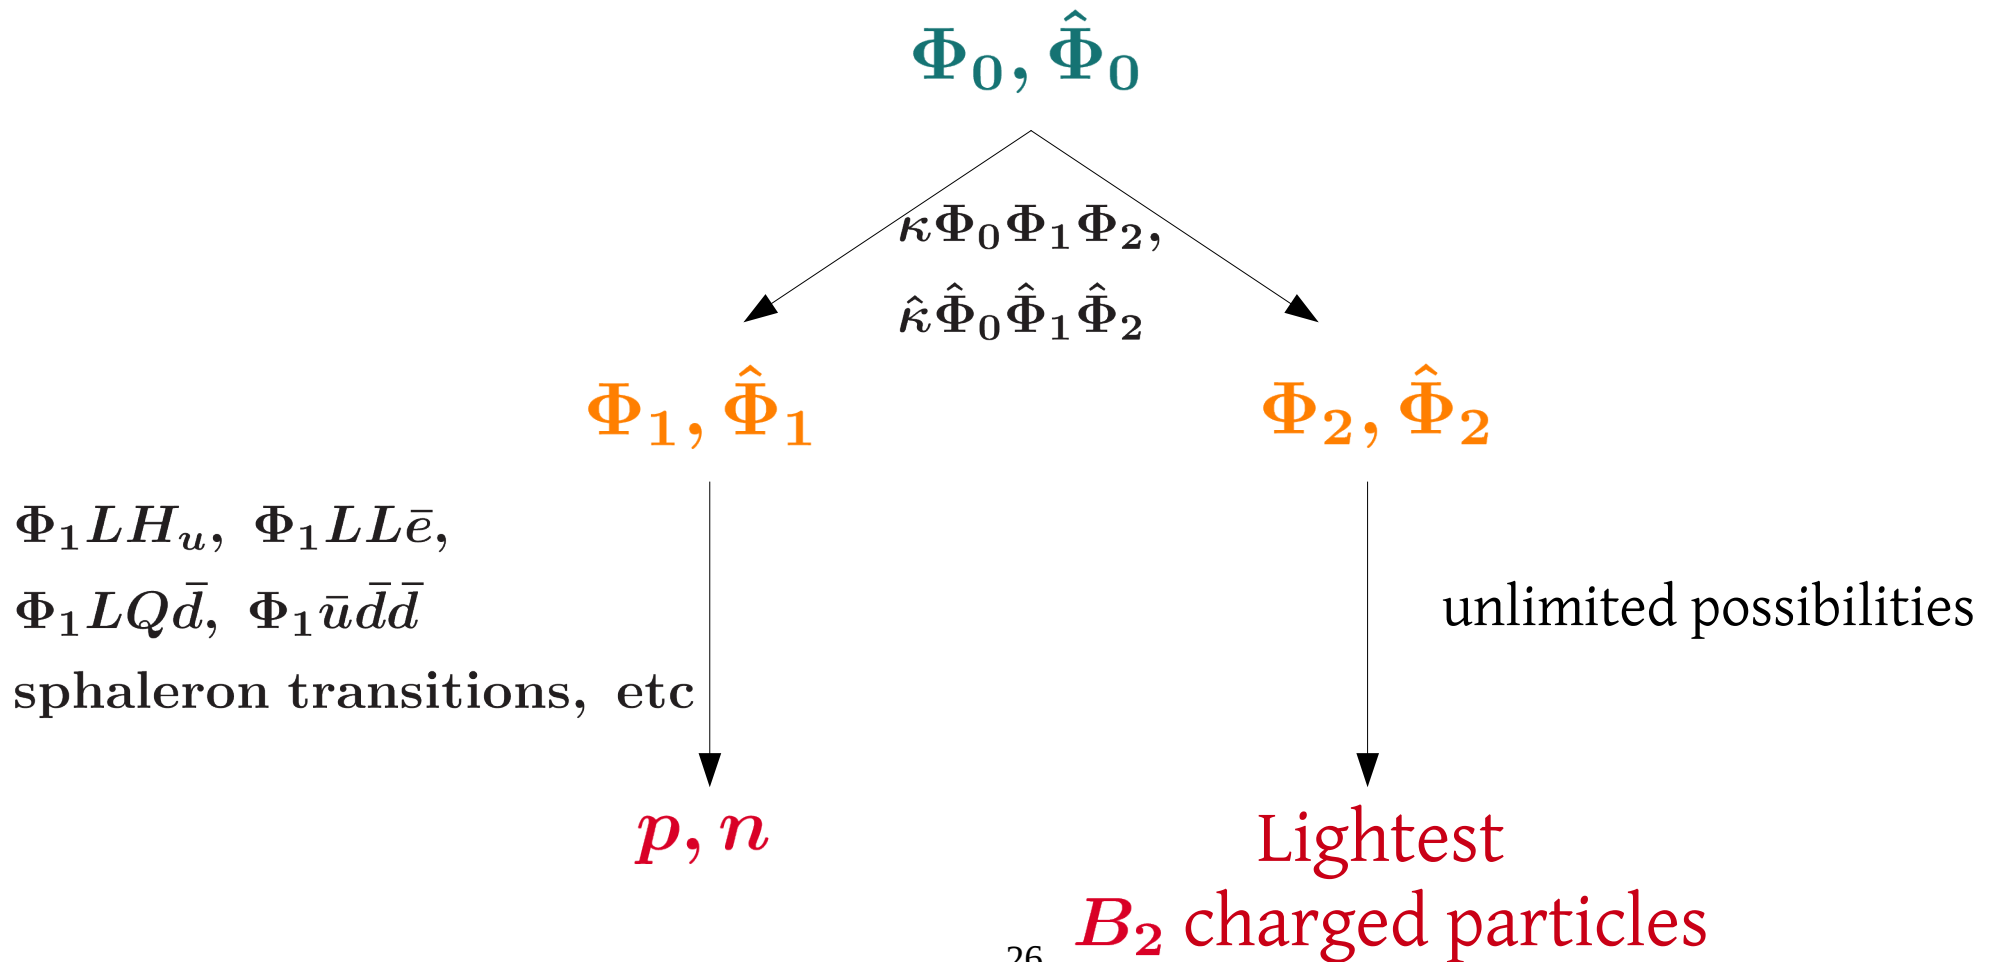 Φ₀, Φ̂₀
κΦ₀Φ₁Φ₂,
κ̂Φ̂₀Φ̂₁Φ̂₂
Φ₁, Φ̂₁
Φ₂, Φ̂₂
Φ₁LHᵤ, Φ₁LLē,
Φ₁LQd̄, Φ₁ūd̄d̄
sphaleron transitions, etc
unlimited possibilities
p, n
Lightest
B₂ charged particles
26